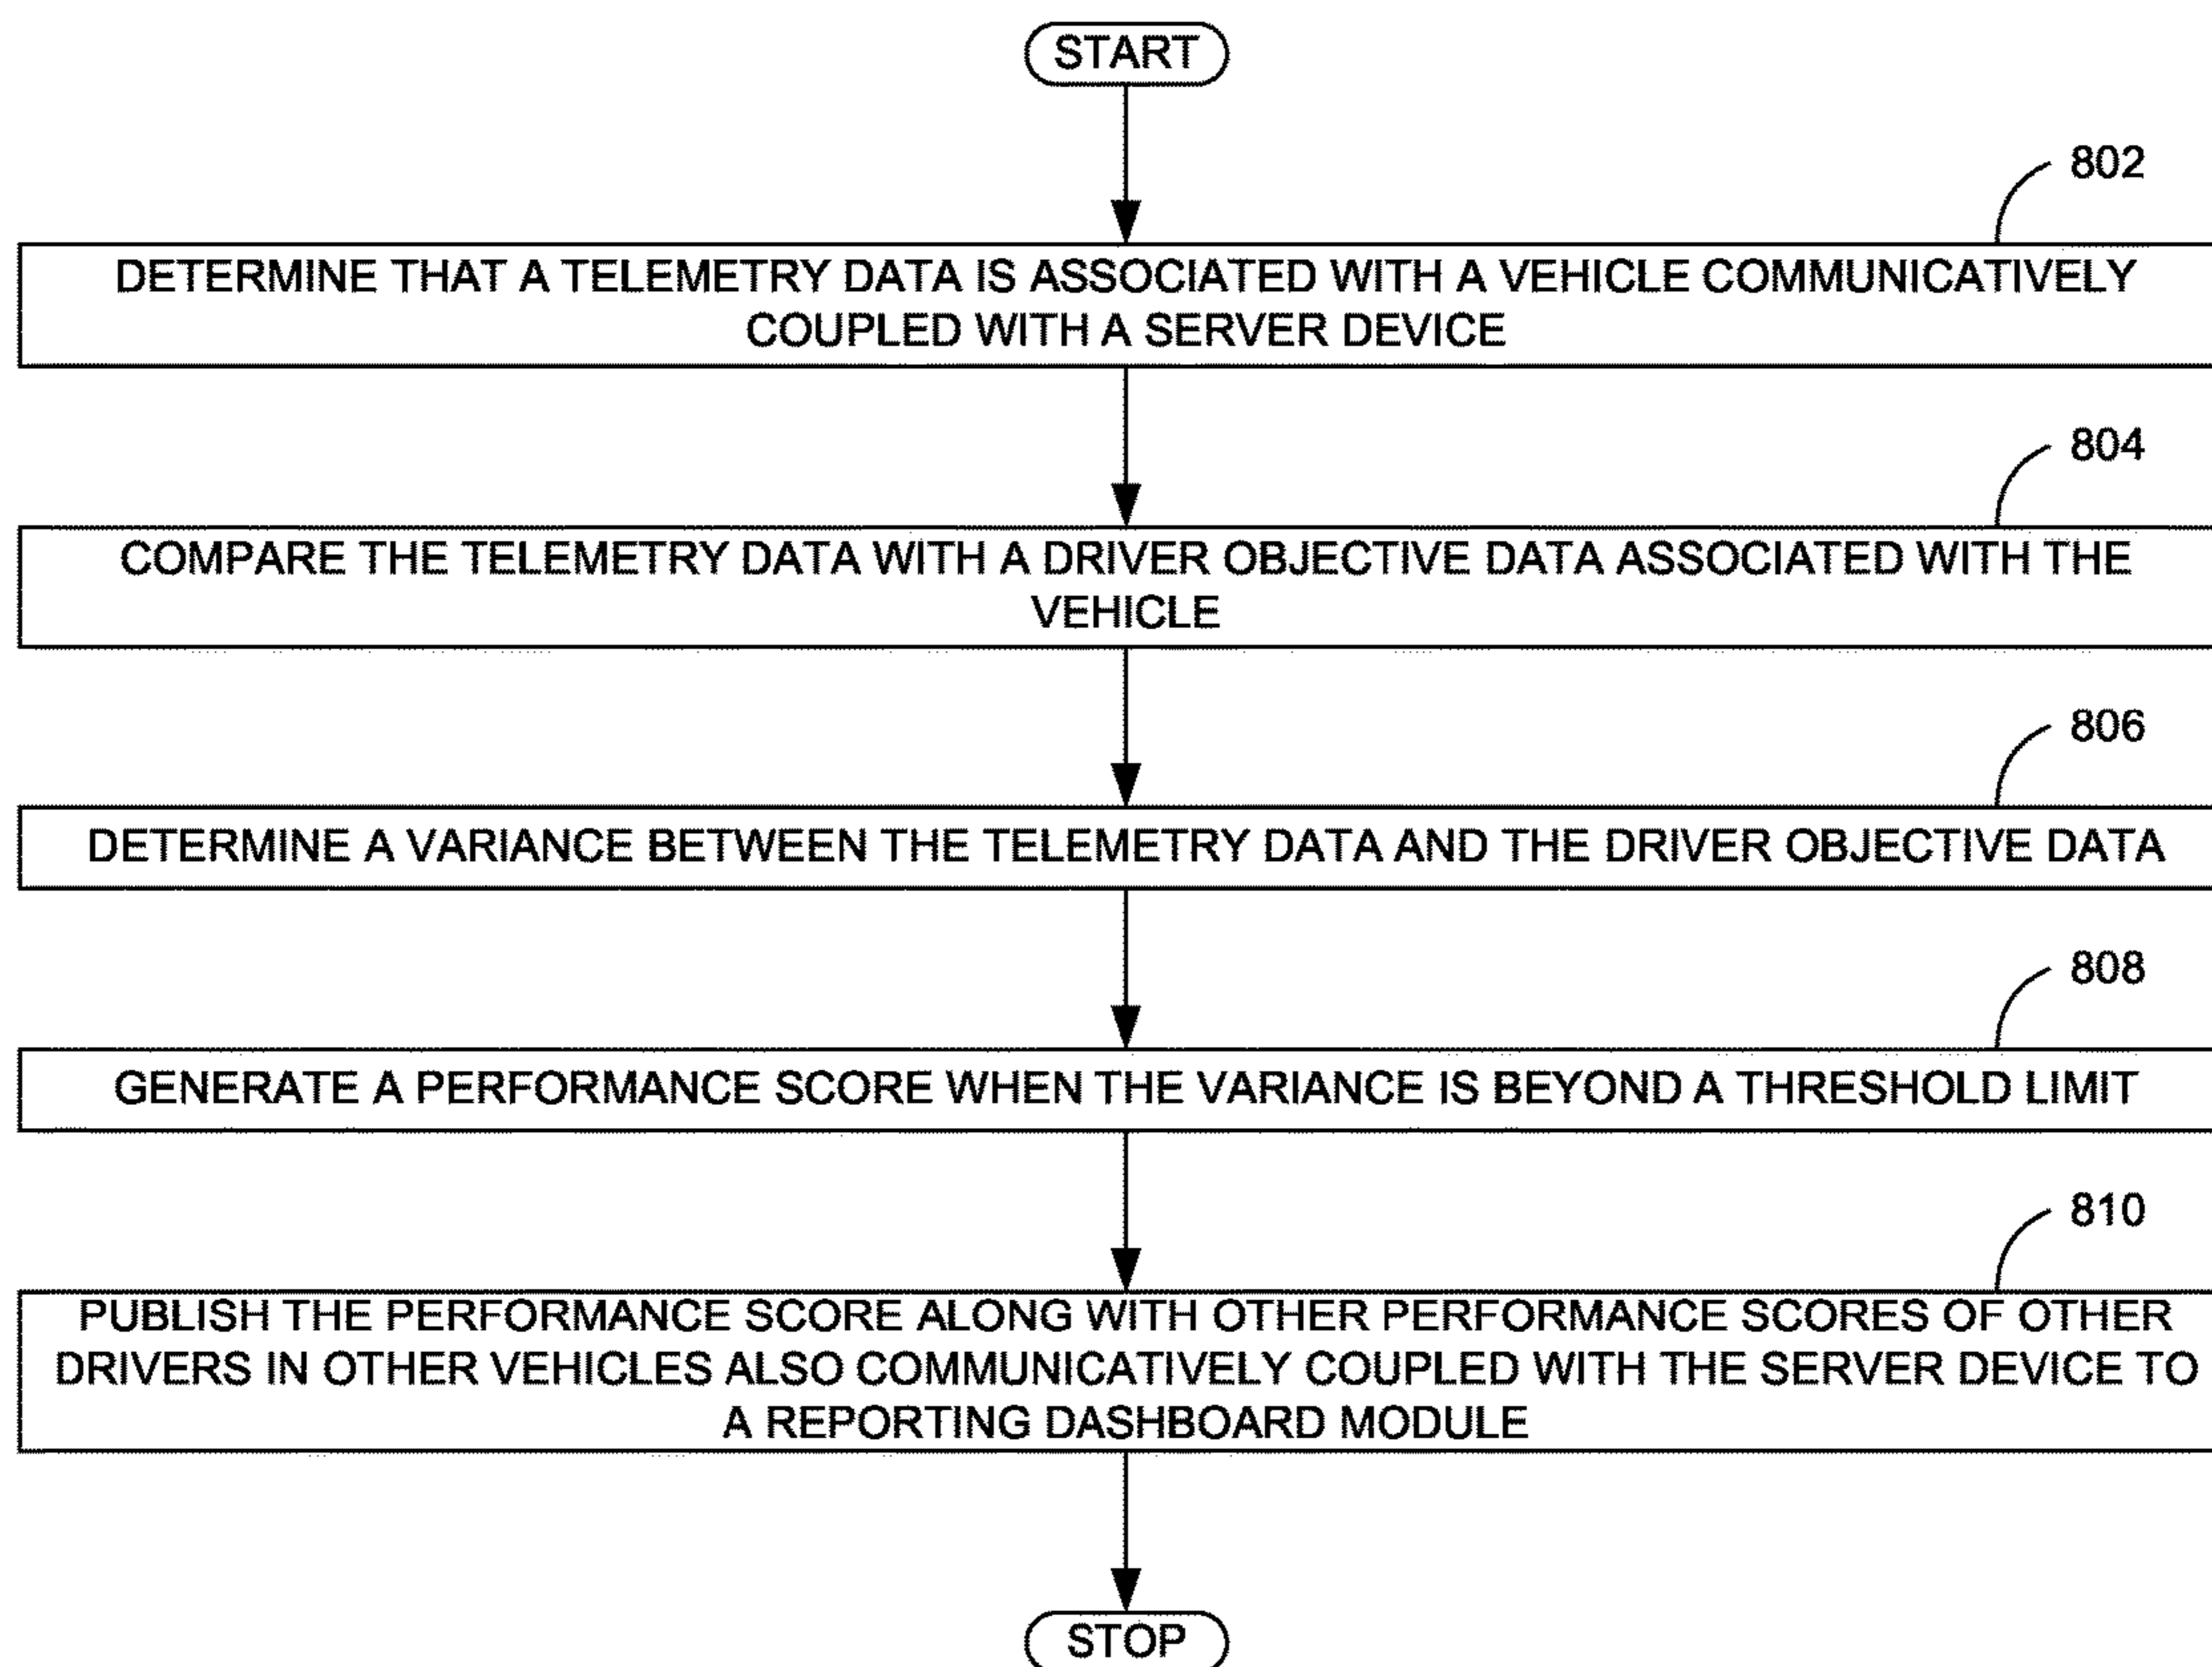 START
802
DETERMINE THAT A TELEMETRY DATA IS ASSOCIATED WITH A VEHICLE COMMUNICATIVELY
COUPLED WITH A SERVER DEVICE
804
COMPARE THE TELEMETRY DATA WITH A DRIVER OBJECTIVE DATA ASSOCIATED WITH THE
VEHICLE
806
DETERMINE A VARIANCE BETWEEN THE TELEMETRY DATA AND THE DRIVER OBJECTIVE DATA
808
GENERATE A PERFORMANCE SCORE WHEN THE VARIANCE IS BEYOND A THRESHOLD LIMIT
810
PUBLISH THE PERFORMANCE SCORE ALONG WITH OTHER PERFORMANCE SCORES OF OTHER
DRIVERS IN OTHER VEHICLES ALSO COMMUNICATIVELY COUPLED WITH THE SERVER DEVICE TO
A REPORTING DASHBOARD MODULE
STOP